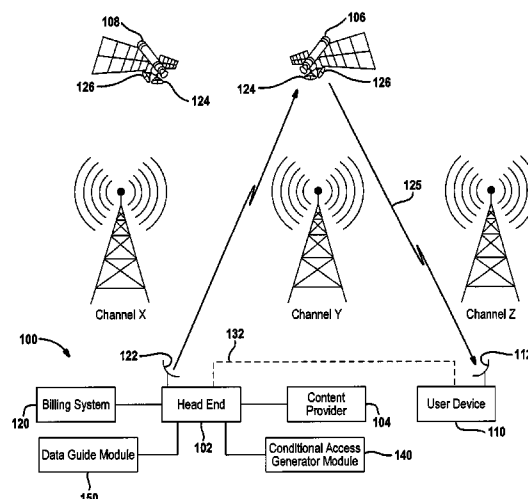 108
106
126
124
124
126
125
Channel X
Channel Y
Channel Z
100
122
132
112
Billing System
Head End
Content
Provider
User Device
120
102
104
110
Data Guide Module
Conditional Access
Generator Module
140
150